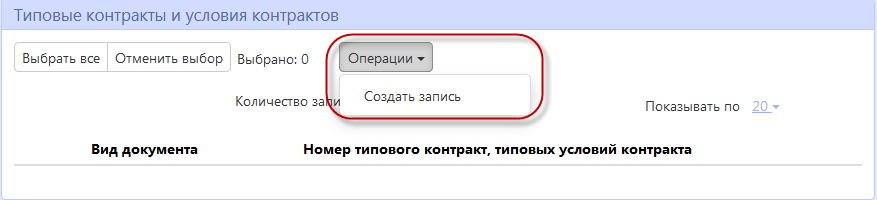 Типовые контракты и условия контрактов
Выбрать все Отменить выбор Выбрано: 0 Операции
Создать запись
Количество запи Показывать по 20
Вид документа Номер типового контракт, типовых условий контракта